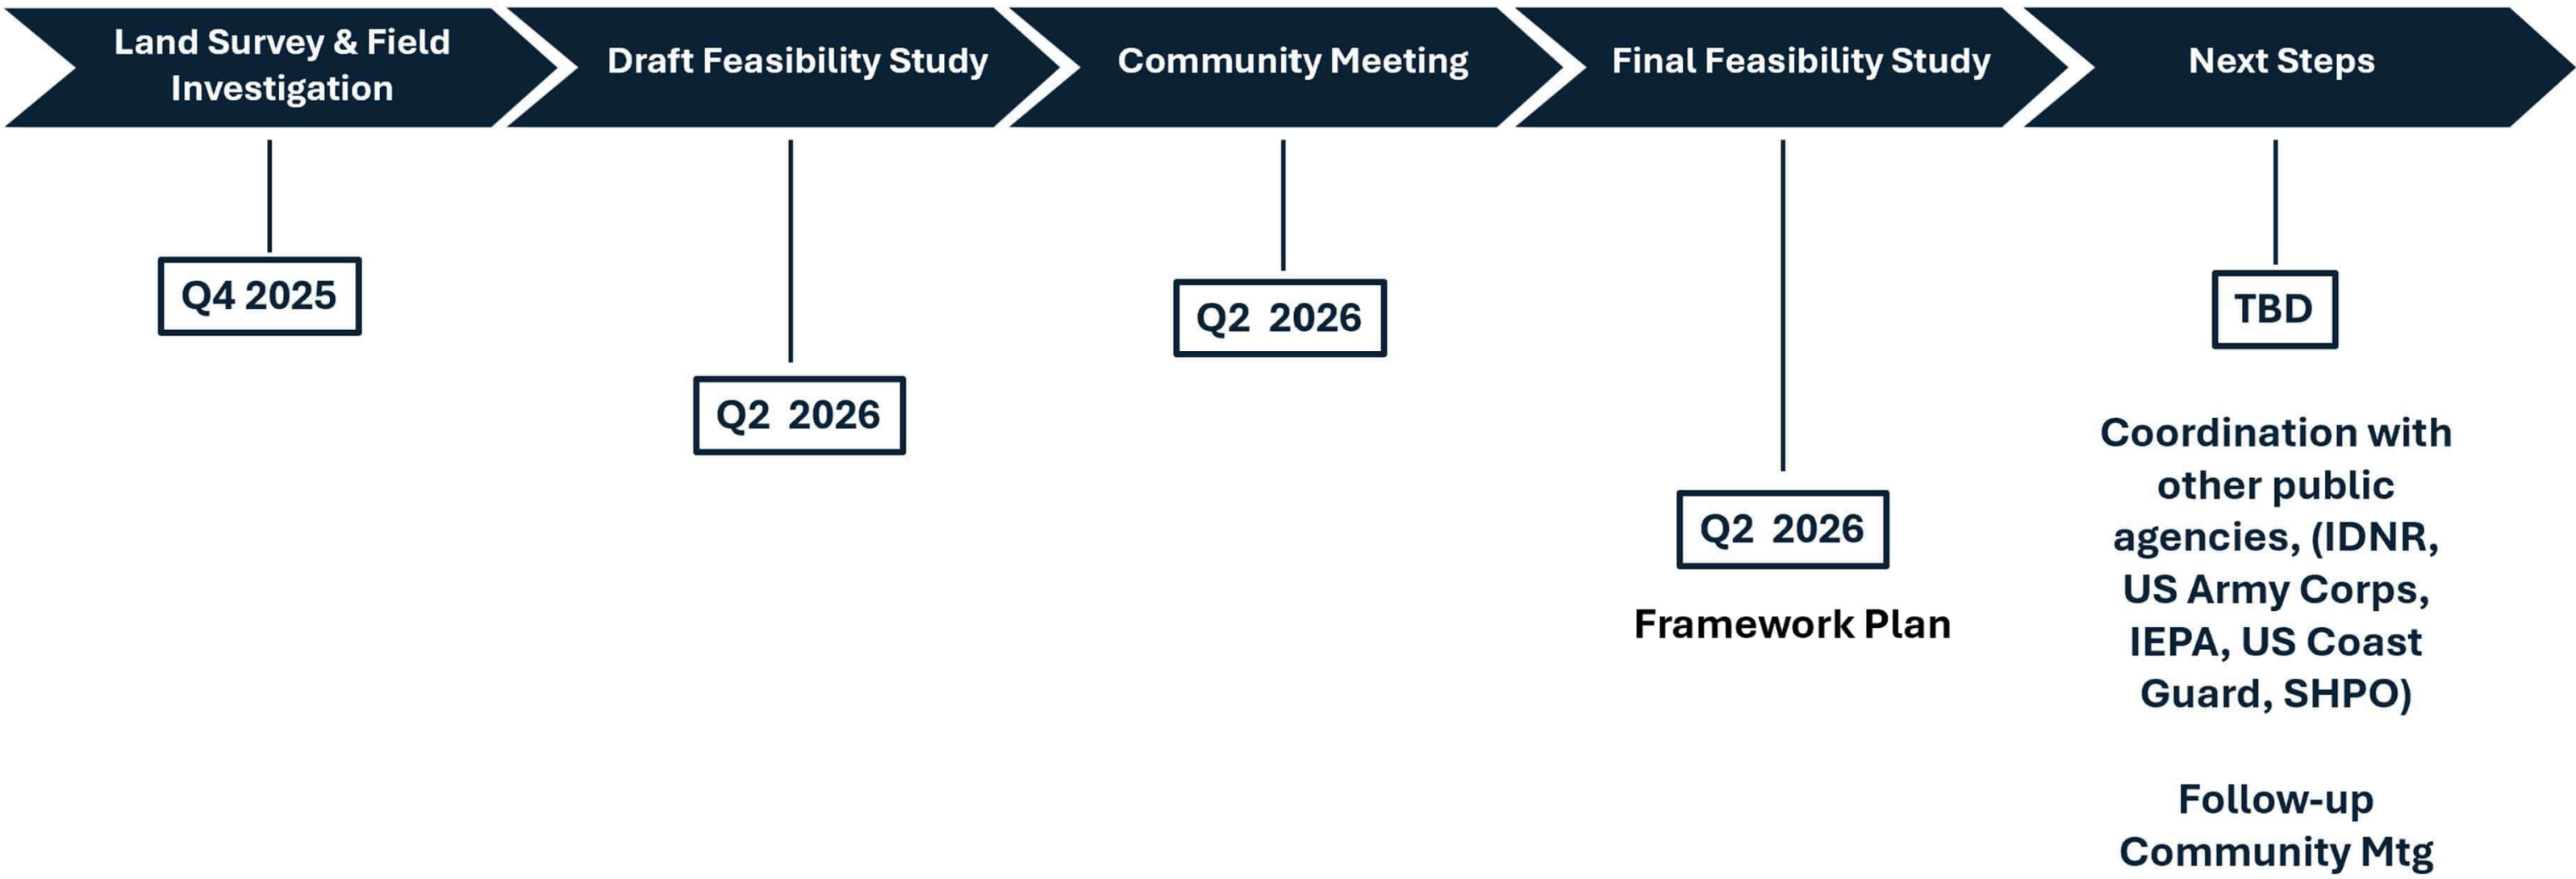 Land Survey & Field
Investigation
Draft Feasibility Study
Community Meeting
Final Feasibility Study
Next Steps
Q4 2025
Q2 2026
Q2 2026
Q2 2026
Framework Plan
TBD
Coordination with
other public
agencies, (IDNR,
US Army Corps,
IEPA, US Coast
Guard, SHPO)
Follow-up
Community Mtg